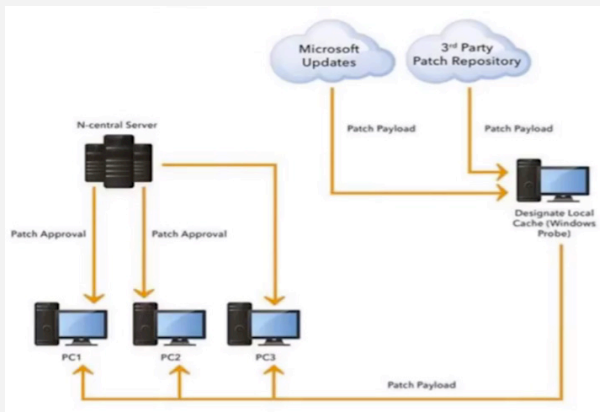 Microsoft
Updates
3rd Party
Patch Repository
N-central Server
Patch Payload
Patch Payload
Designate Local
Cache (Windows
Probe)
Patch Approval
Patch Approval
PC1
PC2
PC3
Patch Payload